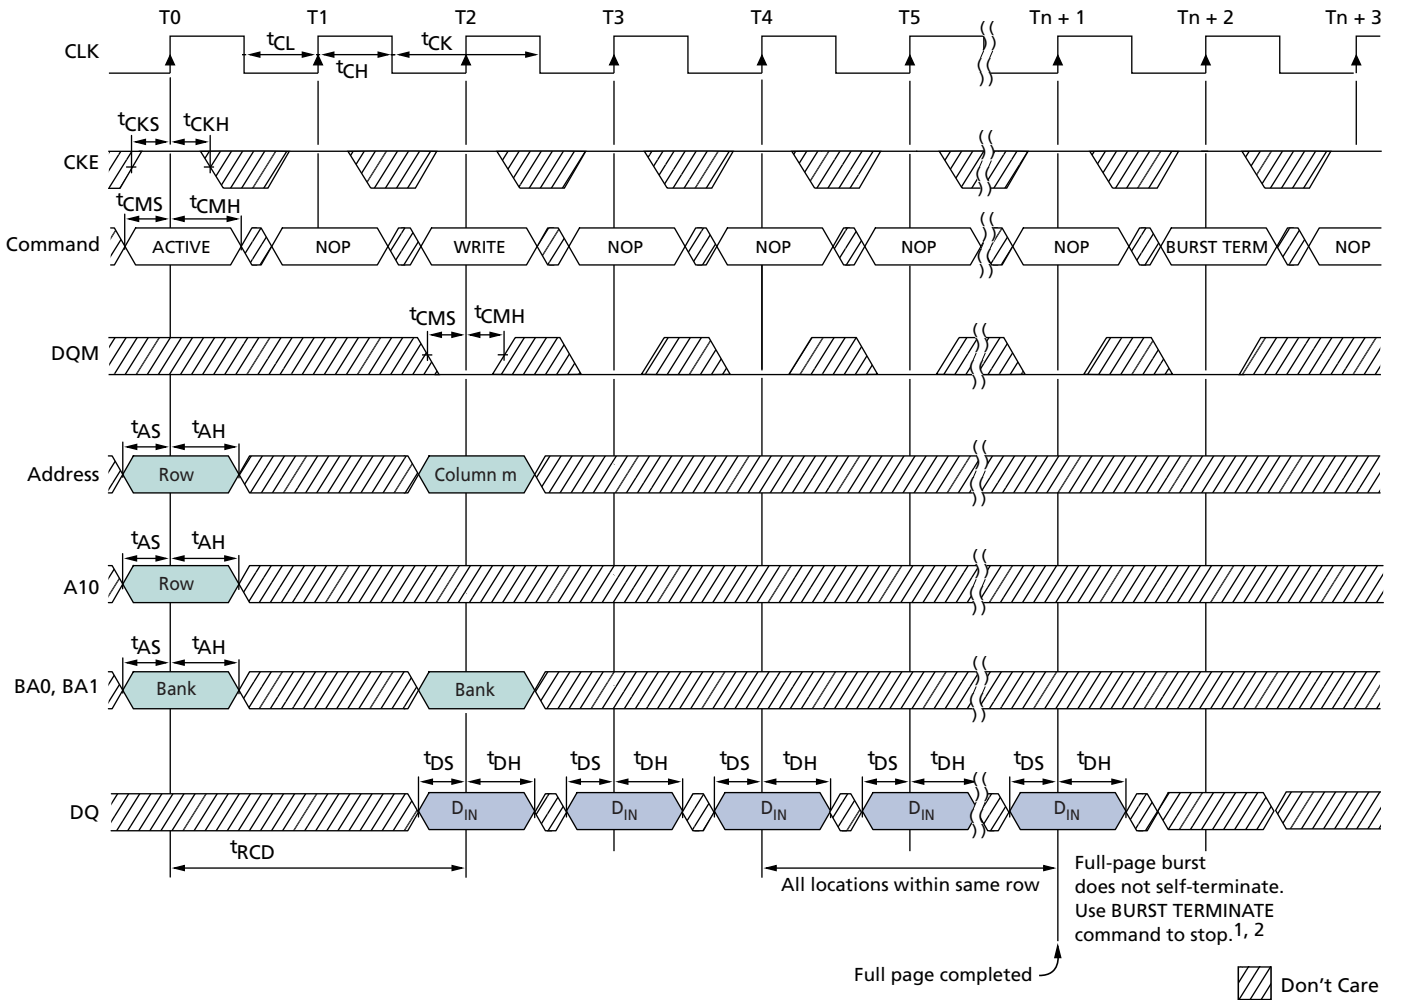 T0 T1 T2 T3 T4 T5 Tn + 1 Tn + 2 Tn + 3
CLK tCL tCH tCK
tCKS tCKH
CKE
tCMS tCMH
Command ACTIVE NOP WRITE NOP NOP NOP NOP BURST TERM NOP
tCMS tCMH
DQM
tAS tAH
Address Row Column m
tAS tAH
A10 Row
tAS tAH
BA0, BA1 Bank Bank
tDS tDH tDS tDH tDS tDH tDS tDH tDS tDH
DQ DIN DIN DIN DIN DIN
tRCD
All locations within same row
Full-page burst
does not self-terminate.
Use BURST TERMINATE
command to stop.1, 2
Full page completed
Don't Care